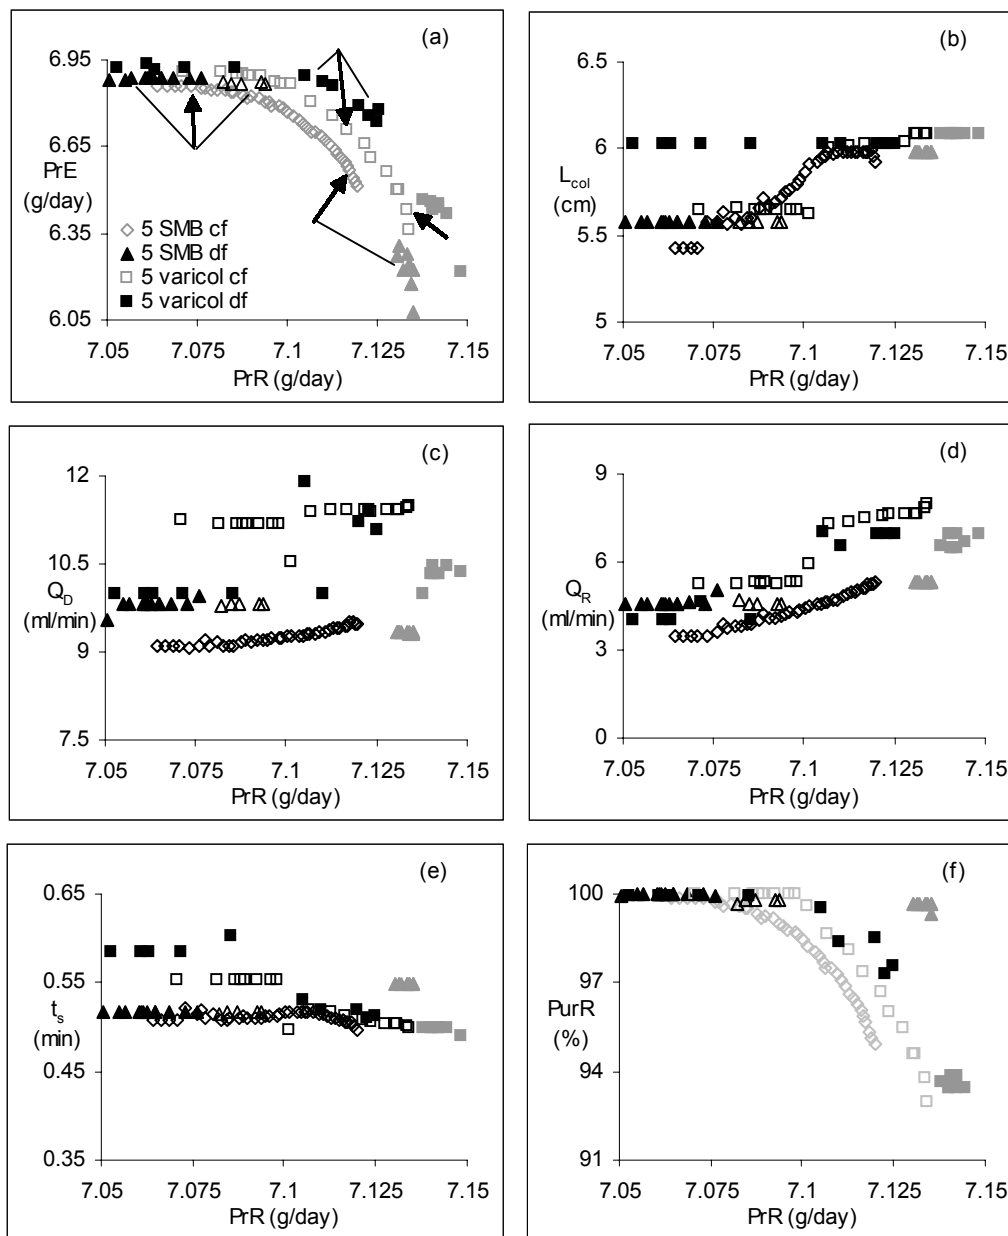 (a)
6.95
6.65
PrE
(g/day)
6.35
6.05
5 SMB cf
5 SMB df
5 varicol cf
5 varicol df
7.05 7.075 7.1 7.125 7.15
PrR (g/day)
(b)
6.5
6
Lcol
(cm)
5.5
5
7.05 7.075 7.1 7.125 7.15
PrR (g/day)
(c)
12
10.5
QD
(ml/min)
9
7.5
7.05 7.075 7.1 7.125 7.15
PrR (g/day)
(d)
9
6
QR
(ml/min)
3
0
7.05 7.075 7.1 7.125 7.15
PrR (g/day)
(e)
0.65
0.55
ts
(min)
0.45
0.35
7.05 7.075 7.1 7.125 7.15
PrR (g/day)
(f)
100
97
PurR
(%)
94
91
7.05 7.075 7.1 7.125 7.15
PrR (g/day)